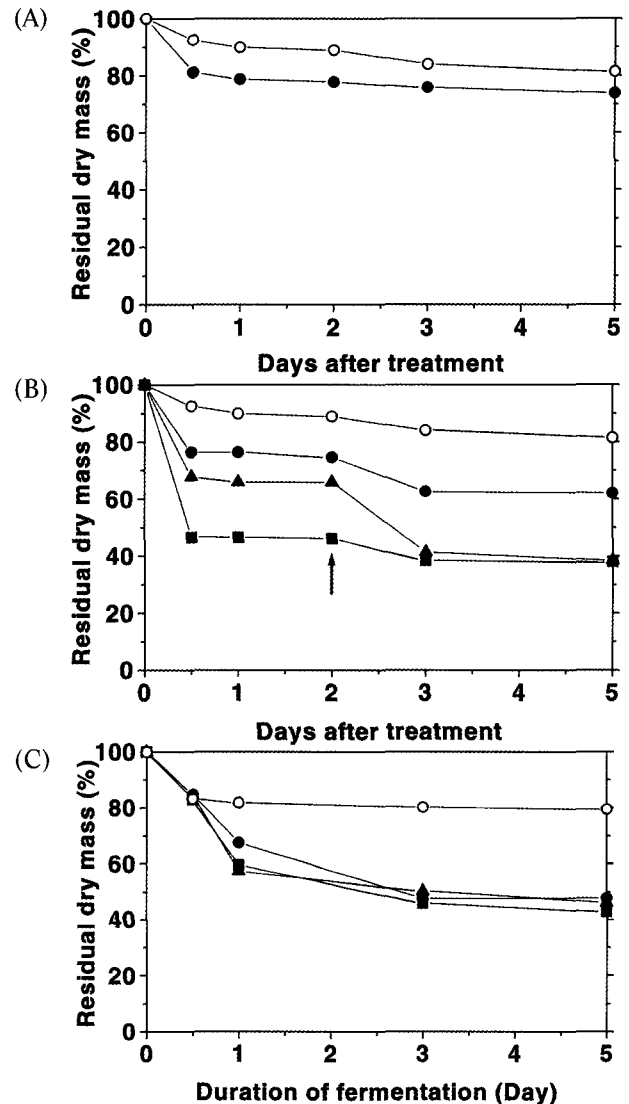 (A)
Residual dry mass (%)
100
80
60
40
20
0
0 1 2 3 4 5
Days after treatment
(B)
Residual dry mass (%)
100
80
60
40
20
0
0 1 2 3 4 5
Days after treatment
(C)
Residual dry mass (%)
100
80
60
40
20
0
0 1 2 3 4 5
Duration of fermentation (Day)